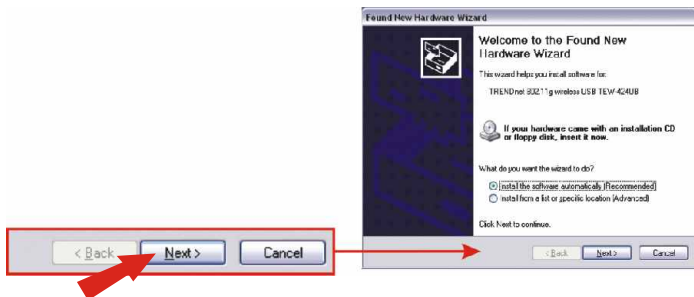 Found New Hardware Wizard
Welcome to the Found New
Hardware Wizard
This wizard helps you install software for:
TRENDnet 802.11g wireless USB TEW-424UB
If your hardware came with an installation CD
or floppy disk, insert it now.
What do you want the wizard to do?
Install the software automatically (Recommended)
Install from a list or specific location (Advanced)
Click Next to continue.
< Back
Next >
Cancel
< Back
Next >
Cancel